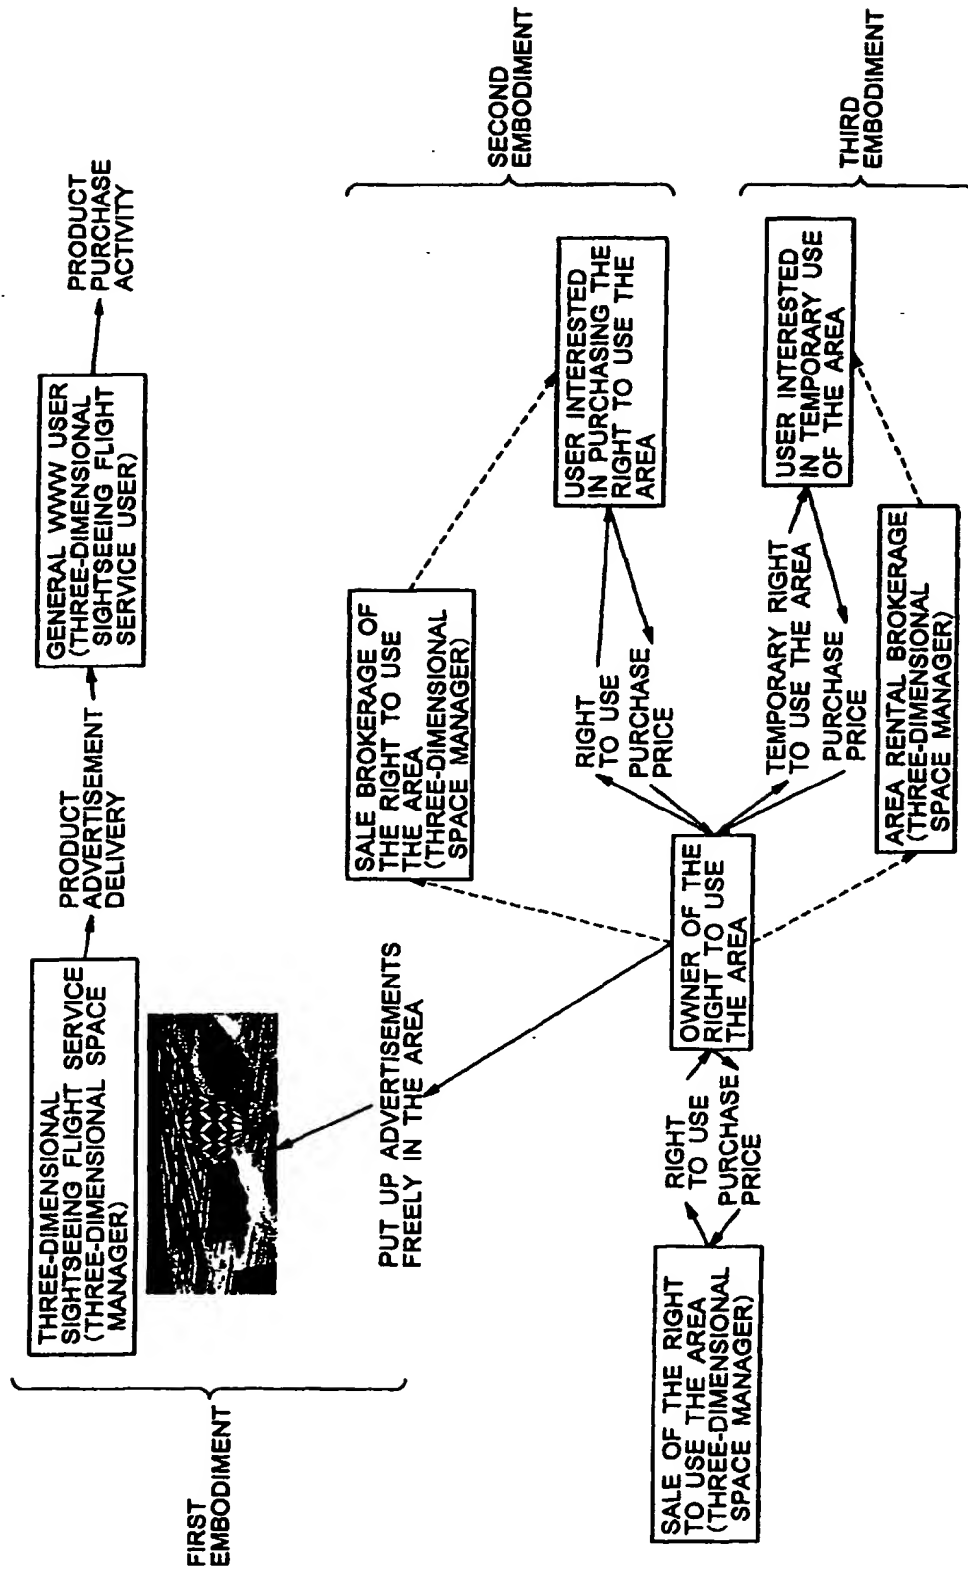 FIRST
EMBODIMENT
THREE-DIMENSIONAL
SIGHTSEEING FLIGHT SERVICE
(THREE-DIMENSIONAL SPACE
MANAGER)
PRODUCT
ADVERTISEMENT
DELIVERY
GENERAL WWW USER
(THREE-DIMENSIONAL
SIGHTSEEING FLIGHT
SERVICE USER)
PRODUCT
PURCHASE
ACTIVITY
PUT UP ADVERTISEMENTS
FREELY IN THE AREA
SALE BROKERAGE OF
THE RIGHT TO USE
THE AREA
(THREE-DIMENSIONAL
SPACE MANAGER)
SECOND
EMBODIMENT
RIGHT
TO USE
PURCHASE
PRICE
USER INTERESTED
IN PURCHASING THE
RIGHT TO USE THE
AREA
SALE OF THE RIGHT
TO USE THE AREA
(THREE-DIMENSIONAL
SPACE MANAGER)
RIGHT
TO USE
PURCHASE
PRICE
OWNER OF THE
RIGHT TO USE
THE AREA
TEMPORARY RIGHT
TO USE THE AREA
PURCHASE
PRICE
USER INTERESTED
IN TEMPORARY USE
OF THE AREA
THIRD
EMBODIMENT
AREA RENTAL BROKERAGE
(THREE-DIMENSIONAL
SPACE MANAGER)